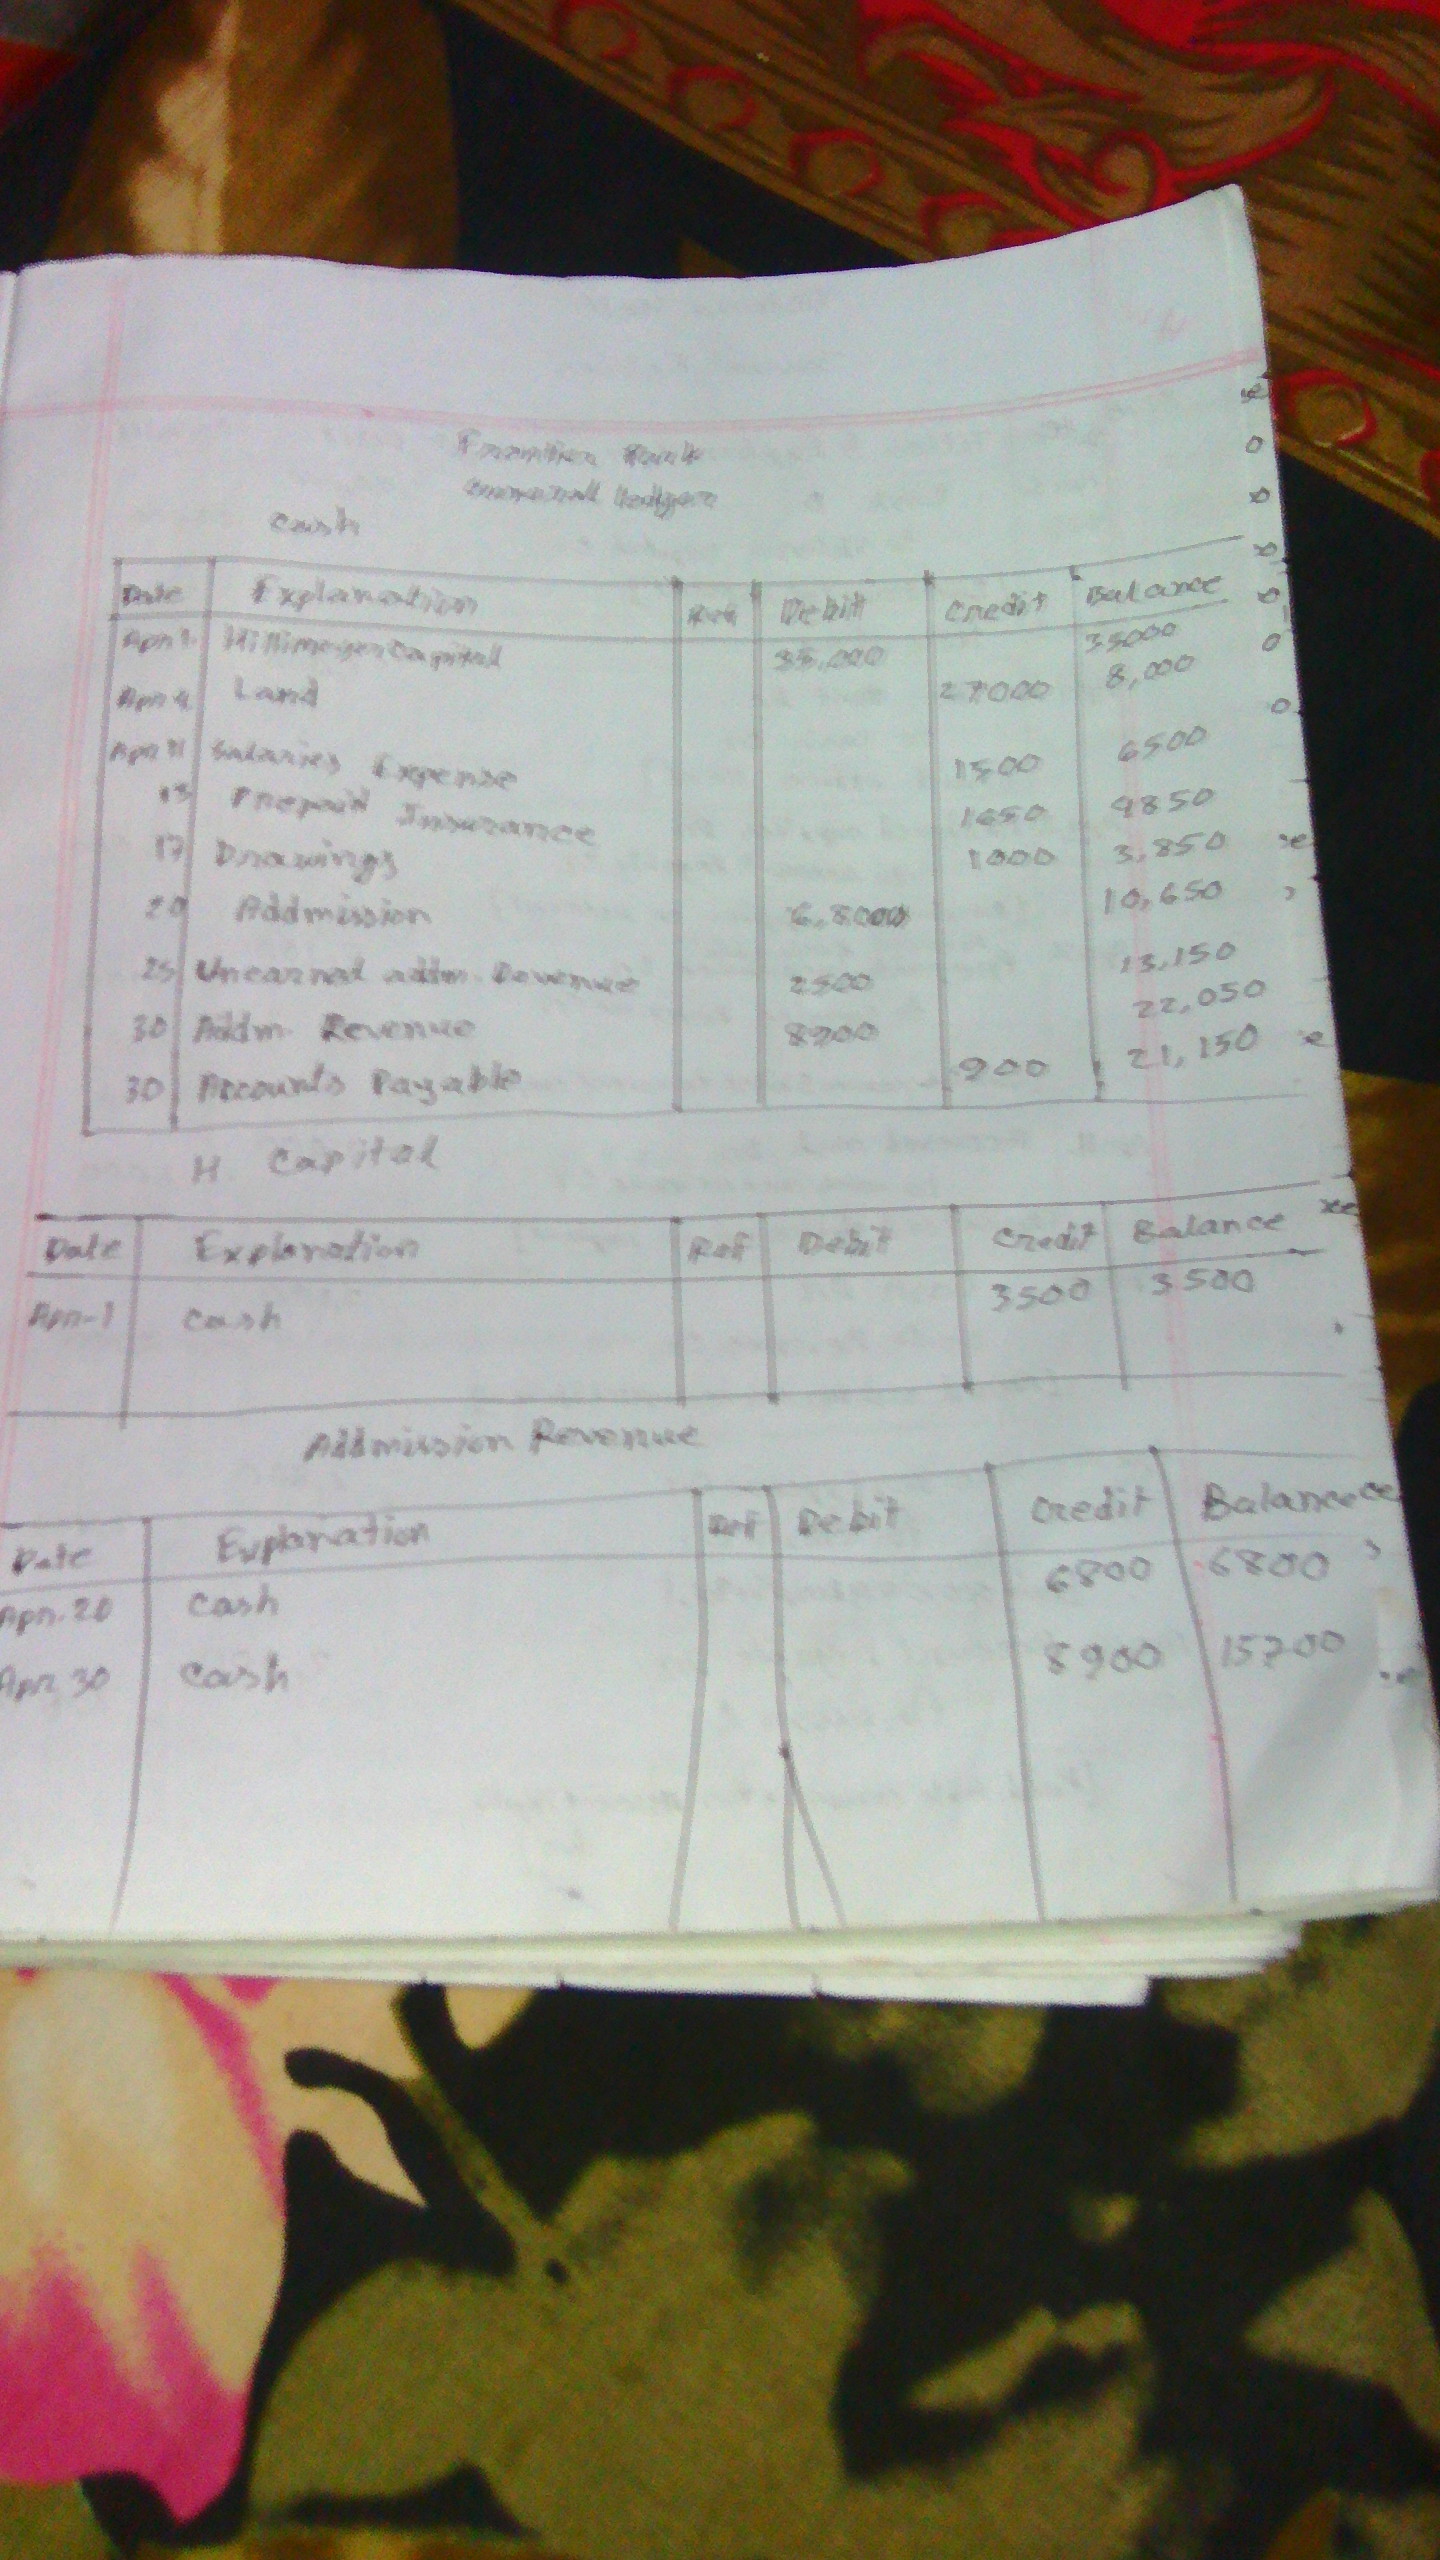 Frontier Park
General Ledger
Cash
Date Explanation Ref Debit Credit Balance
Apr 1 Hillmeyer Capital 35,000 35000
Apr 4 Land 27000 8,000
Apr 11 Salaries Expense 1500 6500
13 Prepaid Insurance 1650 4850
17 Drawings 1000 3,850
20 Addmission 6,800 10,650
25 Unearnal addm. Revenue 2500 13,150
30 Addm. Revenue 8900 22,050
30 Accounts Payable 900 21,150
H. Capital
Date Explanation Ref Debit Credit Balance
Apr-1 Cash 3500 3500
Addmission Revenue
Date Explanation Ref Debit Credit Balance
Apr. 20 Cash 6800 6800
Apr. 30 Cash 8900 15700